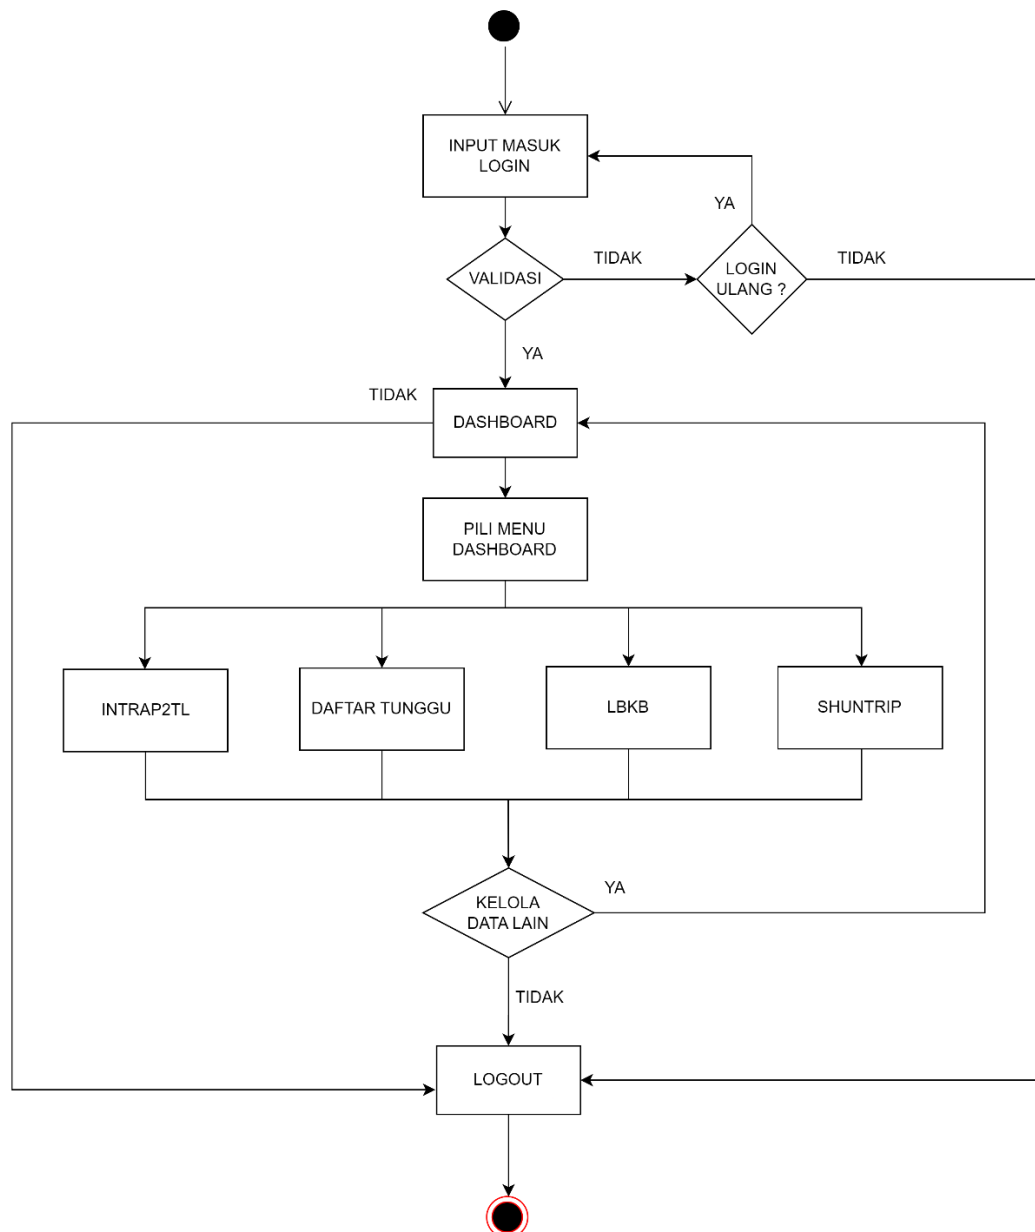 INPUT MASUK
LOGIN
YA
VALIDASI
TIDAK
LOGIN
ULANG ?
TIDAK
YA
TIDAK
DASHBOARD
PILI MENU
DASHBOARD
INTRAP2TL
DAFTAR TUNGGU
LBKB
SHUNTRIP
KELOLA
DATA LAIN
YA
TIDAK
LOGOUT